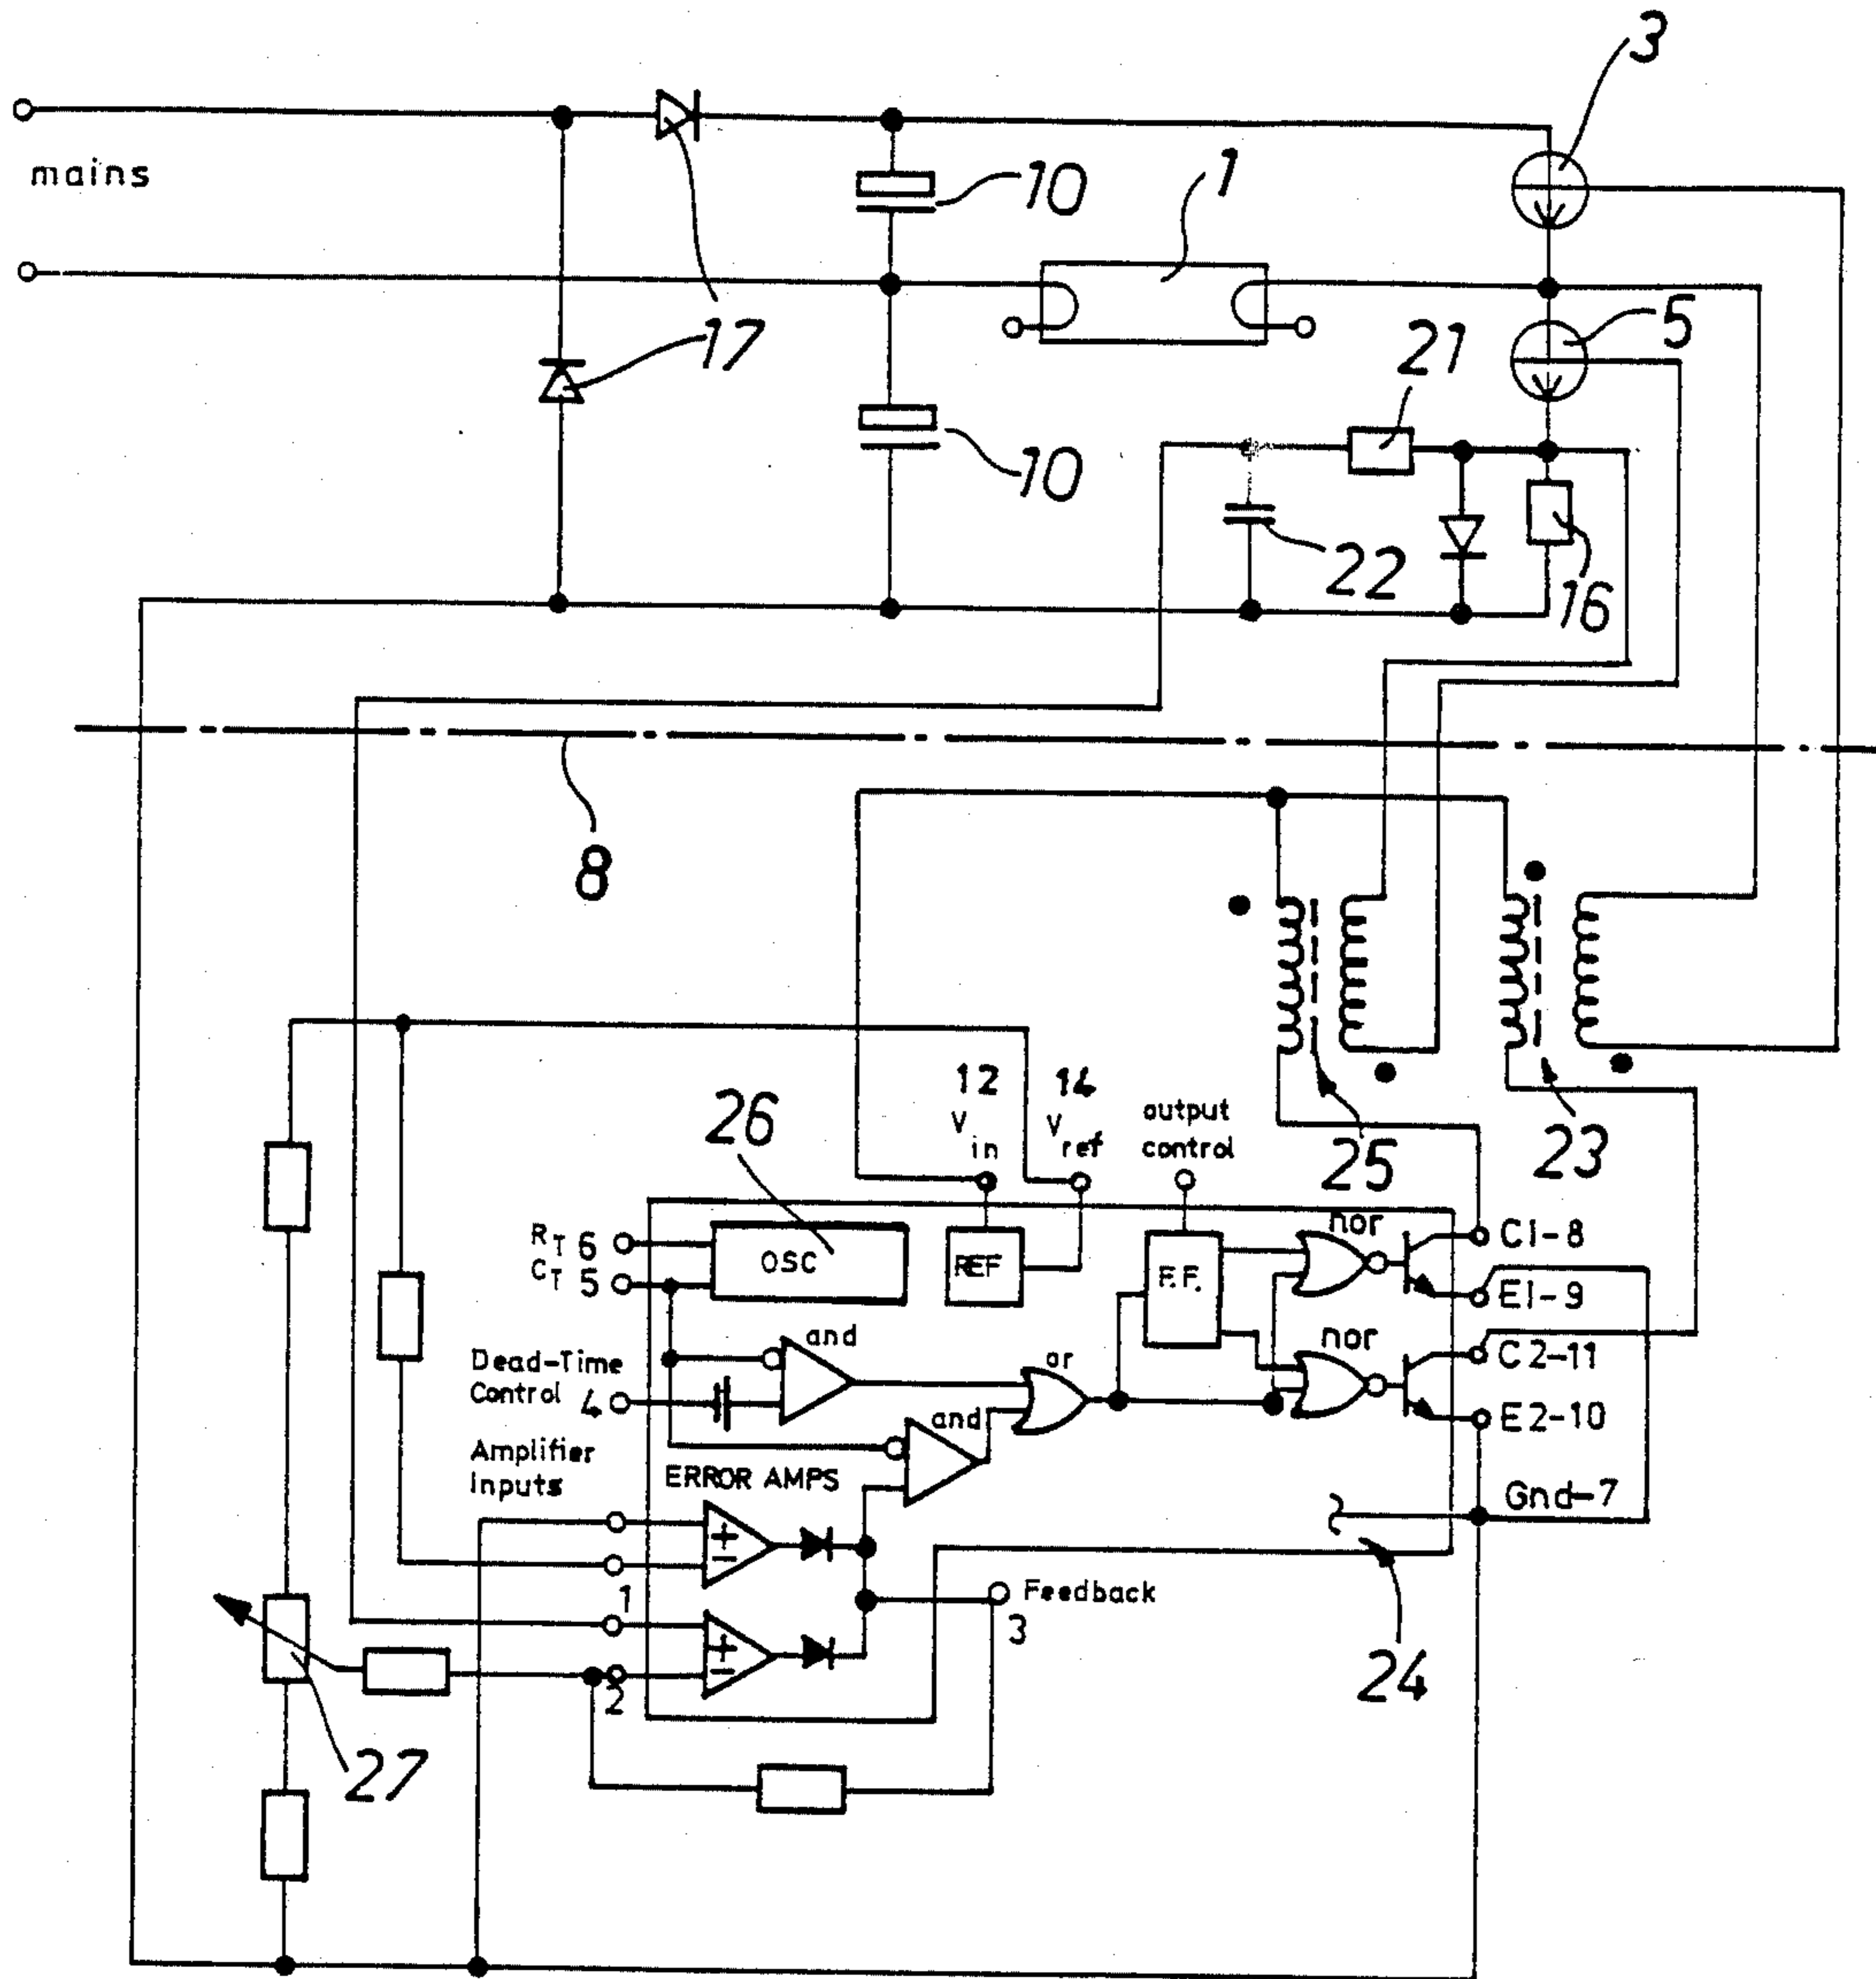 3
mains
10
1
17
5
21
10
22
16
8
12
14
V in
V ref
output
control
26
25
23
nor
C1-8
RT 6
OSC
CT 5
REF
F.F.
E1-9
and
nor
Dead-Time
Control 4
or
C2-11
and
E2-10
Amplifier
Inputs
ERROR AMPS
Gnd-7
+
-
1
Feedback
3
+
-
2
24
27